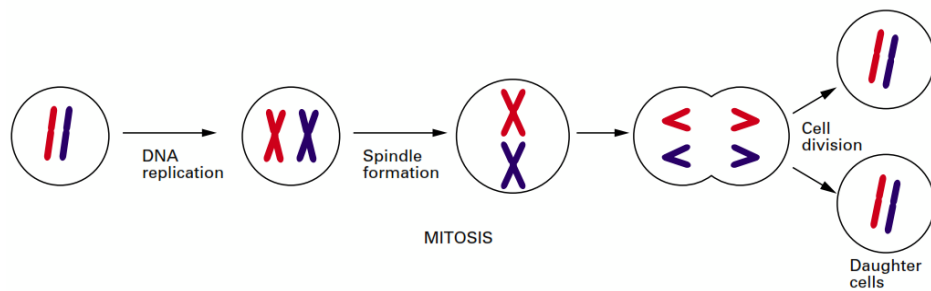 DNA
replication
Spindle
formation
Cell
division
MITOSIS
Daughter
cells